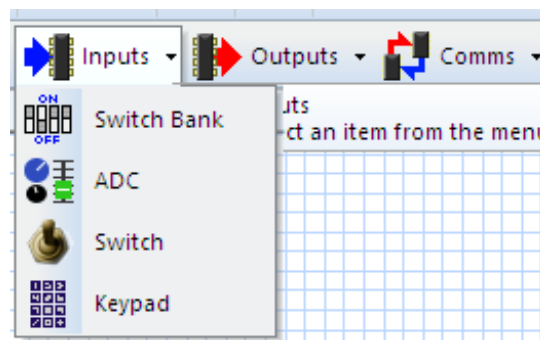 Inputs Outputs Comms
uts
ct an item from the menu
ON
OFF
Switch Bank
ADC
Switch
Keypad